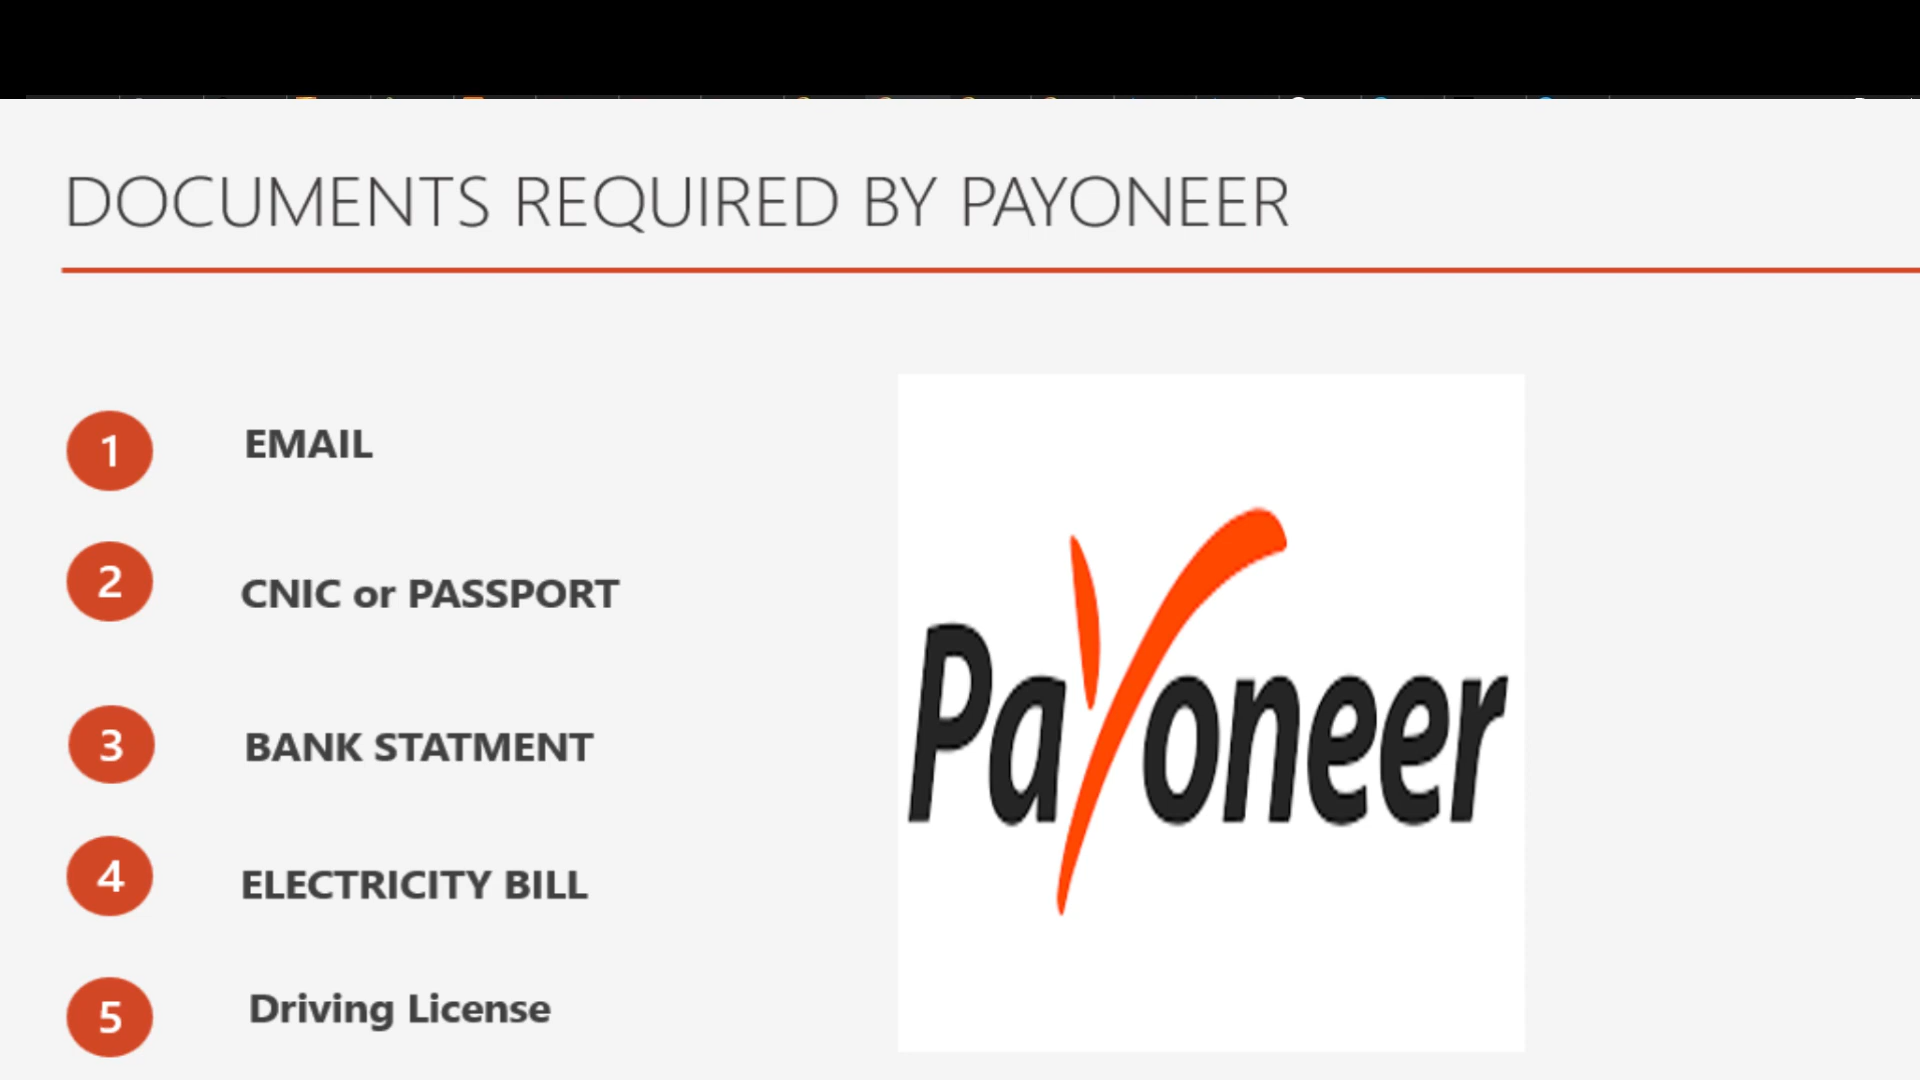 DOCUMENTS REQUIRED BY PAYONEER
1 EMAIL
2 CNIC or PASSPORT
3 BANK STATMENT
4 ELECTRICITY BILL
5 Driving License
Payoneer